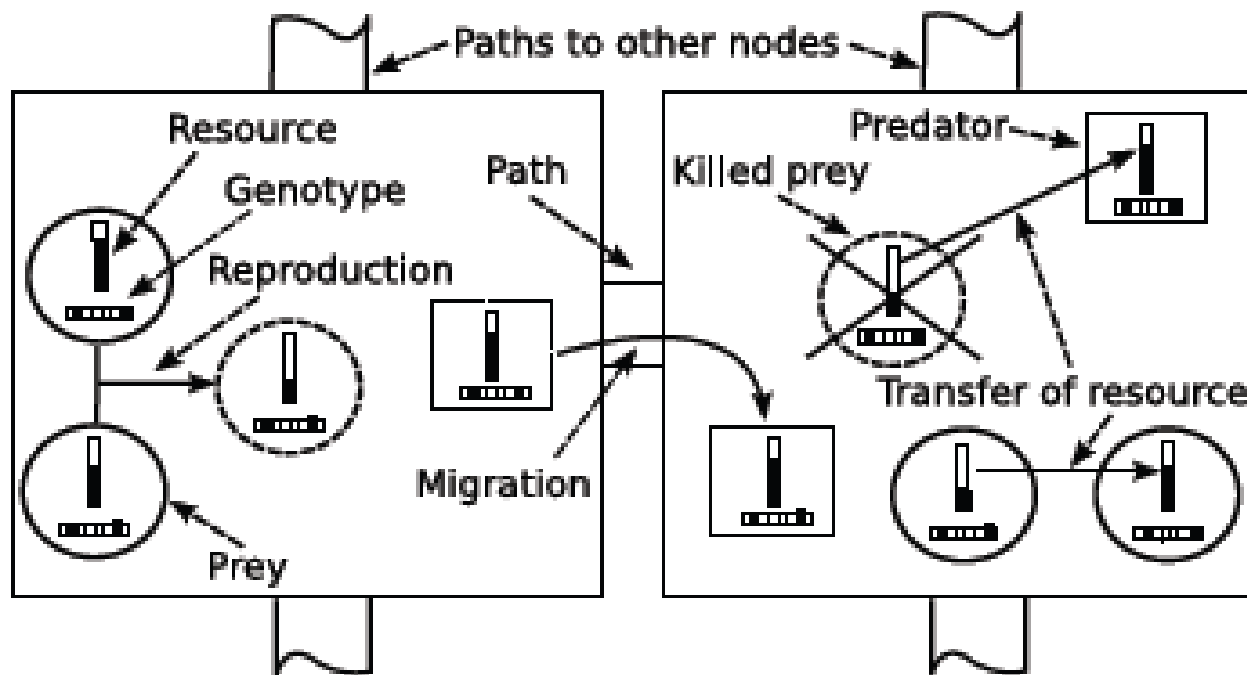 Paths to other nodes
Resource
Genotype
Path
Reproduction
Migration
Prey
Predator
Killed prey
Transfer of resource